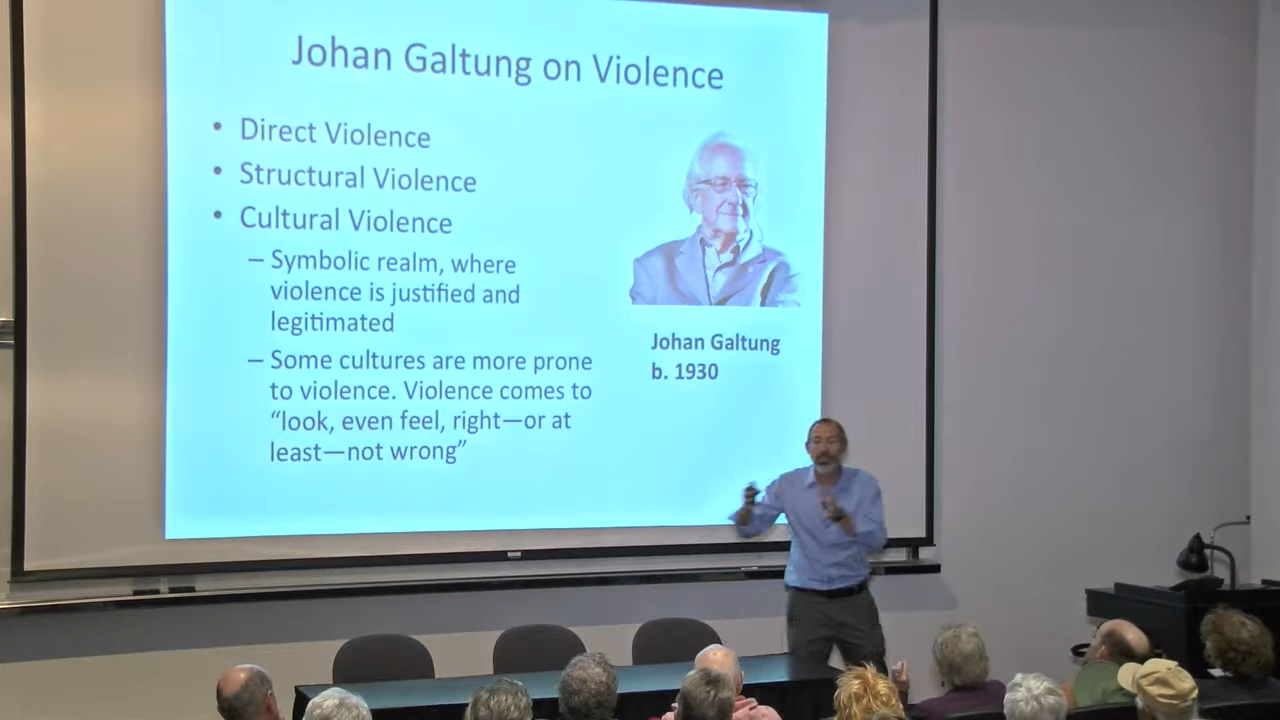 Johan Galtung on Violence
• Direct Violence
• Structural Violence
• Cultural Violence
– Symbolic realm, where
violence is justified and
legitimated
– Some cultures are more prone
to violence. Violence comes to
“look, even feel, right—or at
least—not wrong”
Johan Galtung
b. 1930